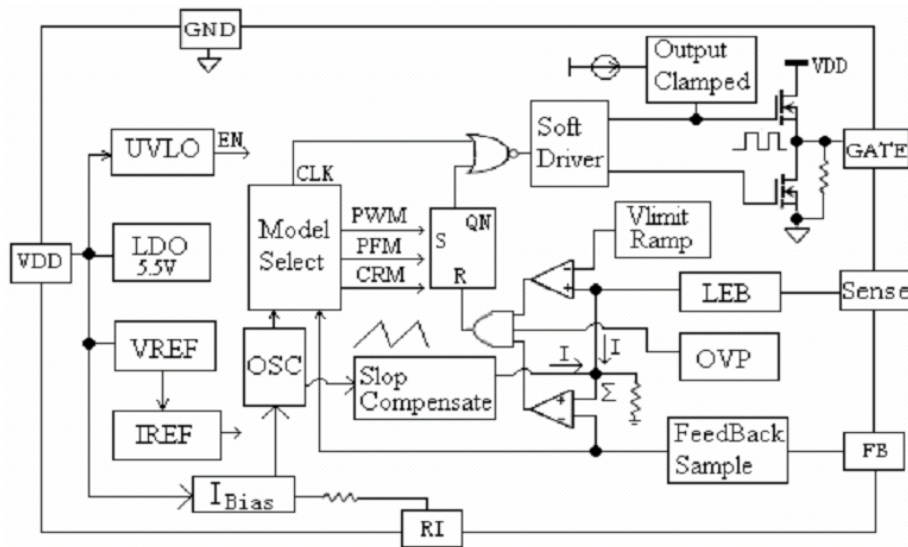 GND
Output
Clamped
VDD
UVLO
EN
Soft
Driver
GATE
CLK
LDO
5.5V
Model
Select
PWM
PFM
CRM
S
QN
R
Vlimit
Ramp
VDD
LEB
Sense
VREF
OSC
Slop
Compensate
I
I
OVP
Σ
IREF
FeedBack
Sample
FB
I Bias
RI